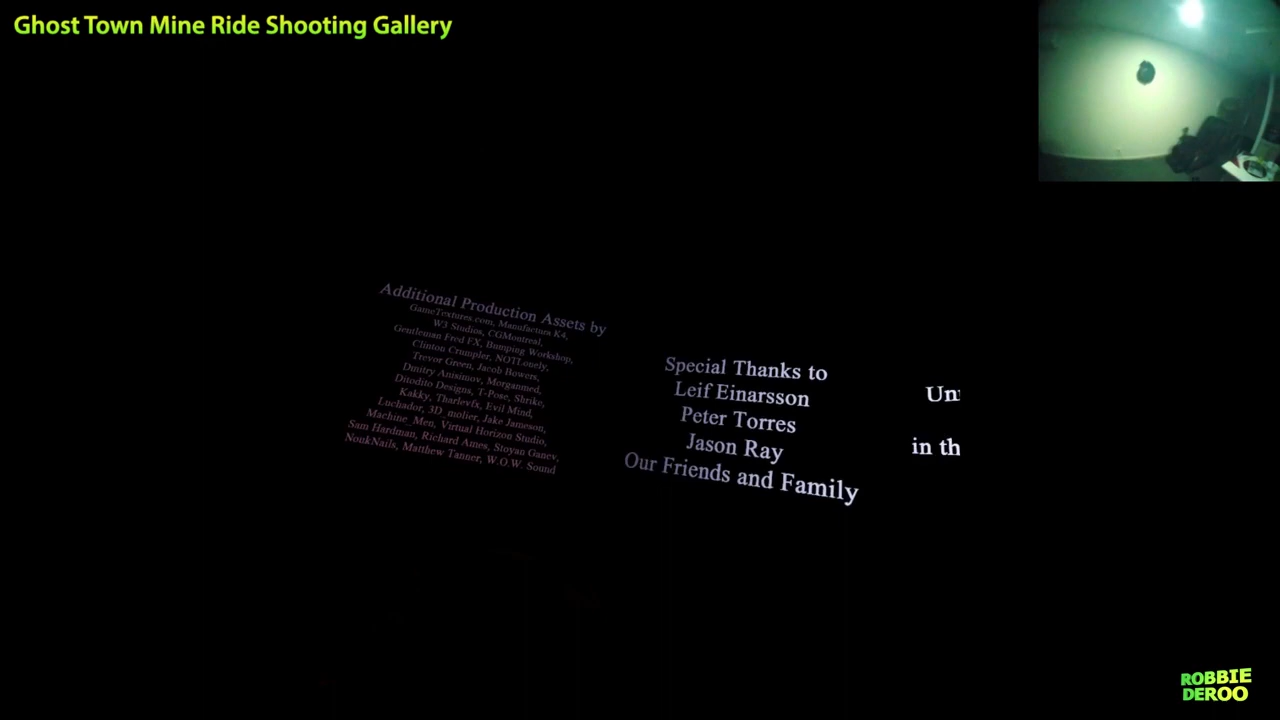 Ghost Town Mine Ride Shooting Gallery
Additional Production Assets by
GameTextures.com, Manufactura K4,
W3 Studios, CGMontreal,
Gentleman Fred FX, Bumping Workshop,
Clinton Crumpler, NOTLonely,
Trevor Green, Jacob Bowers,
Dmitry Anisimov, Morganmed,
Ditodito Designs, T-Pose, Shrike,
Kakky, Tharlevfx, Evil Mind,
Luchador, 3D_molier, Jake Jameson,
Machine_Men, Virtual Horizon Studio,
Sam Hardman, Richard Ames, Stoyan Ganev,
NoukNails, Matthew Tanner, W.O.W. Sound
Special Thanks to
Leif Einarsson
Peter Torres
Jason Ray
Our Friends and Family
in th
ROBBIE
DEROO